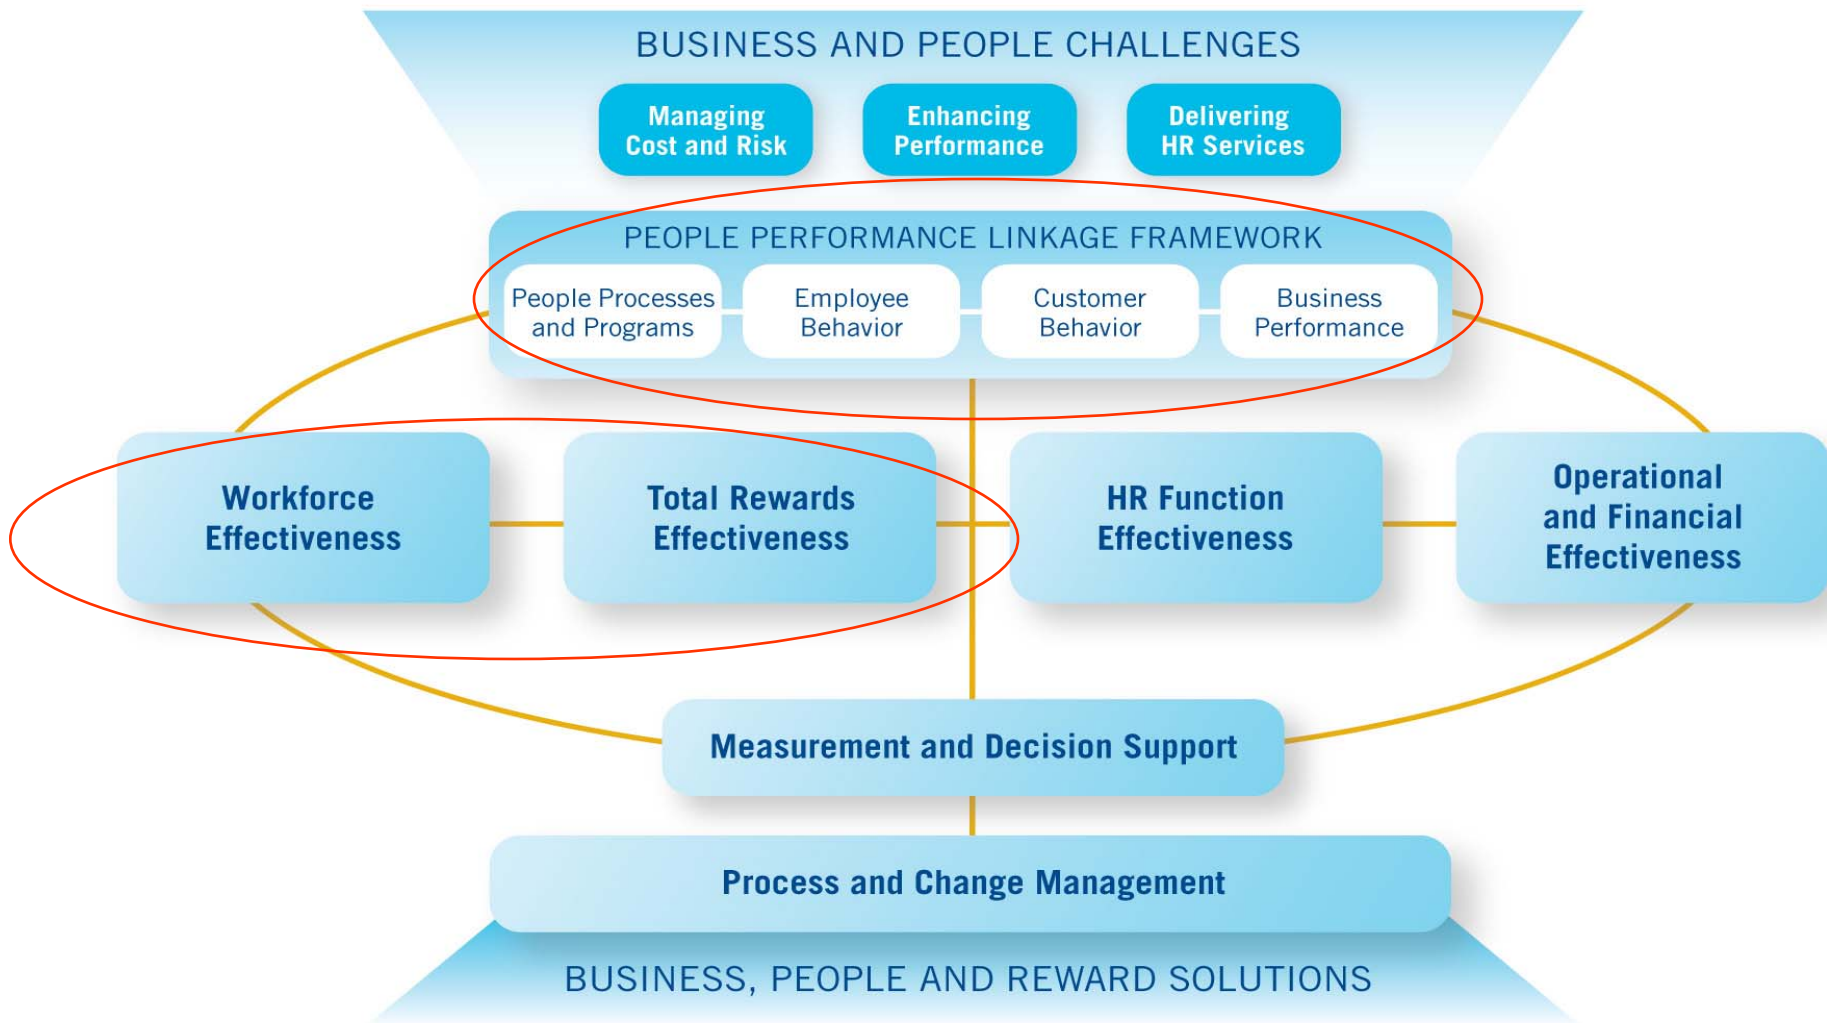 BUSINESS AND PEOPLE CHALLENGES
Managing
Cost and Risk
Enhancing
Performance
Delivering
HR Services
PEOPLE PERFORMANCE LINKAGE FRAMEWORK
People Processes
and Programs
Employee
Behavior
Customer
Behavior
Business
Performance
Workforce
Effectiveness
Total Rewards
Effectiveness
HR Function
Effectiveness
Operational
and Financial
Effectiveness
Measurement and Decision Support
Process and Change Management
BUSINESS, PEOPLE AND REWARD SOLUTIONS